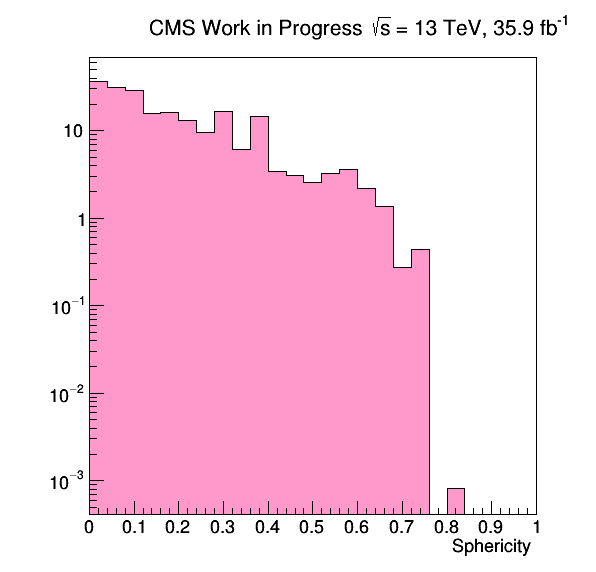 CMS Work in Progress √s = 13 TeV, 35.9 fb⁻¹
10
1
10⁻¹
10⁻²
10⁻³
0 0.1 0.2 0.3 0.4 0.5 0.6 0.7 0.8 0.9 1
Sphericity